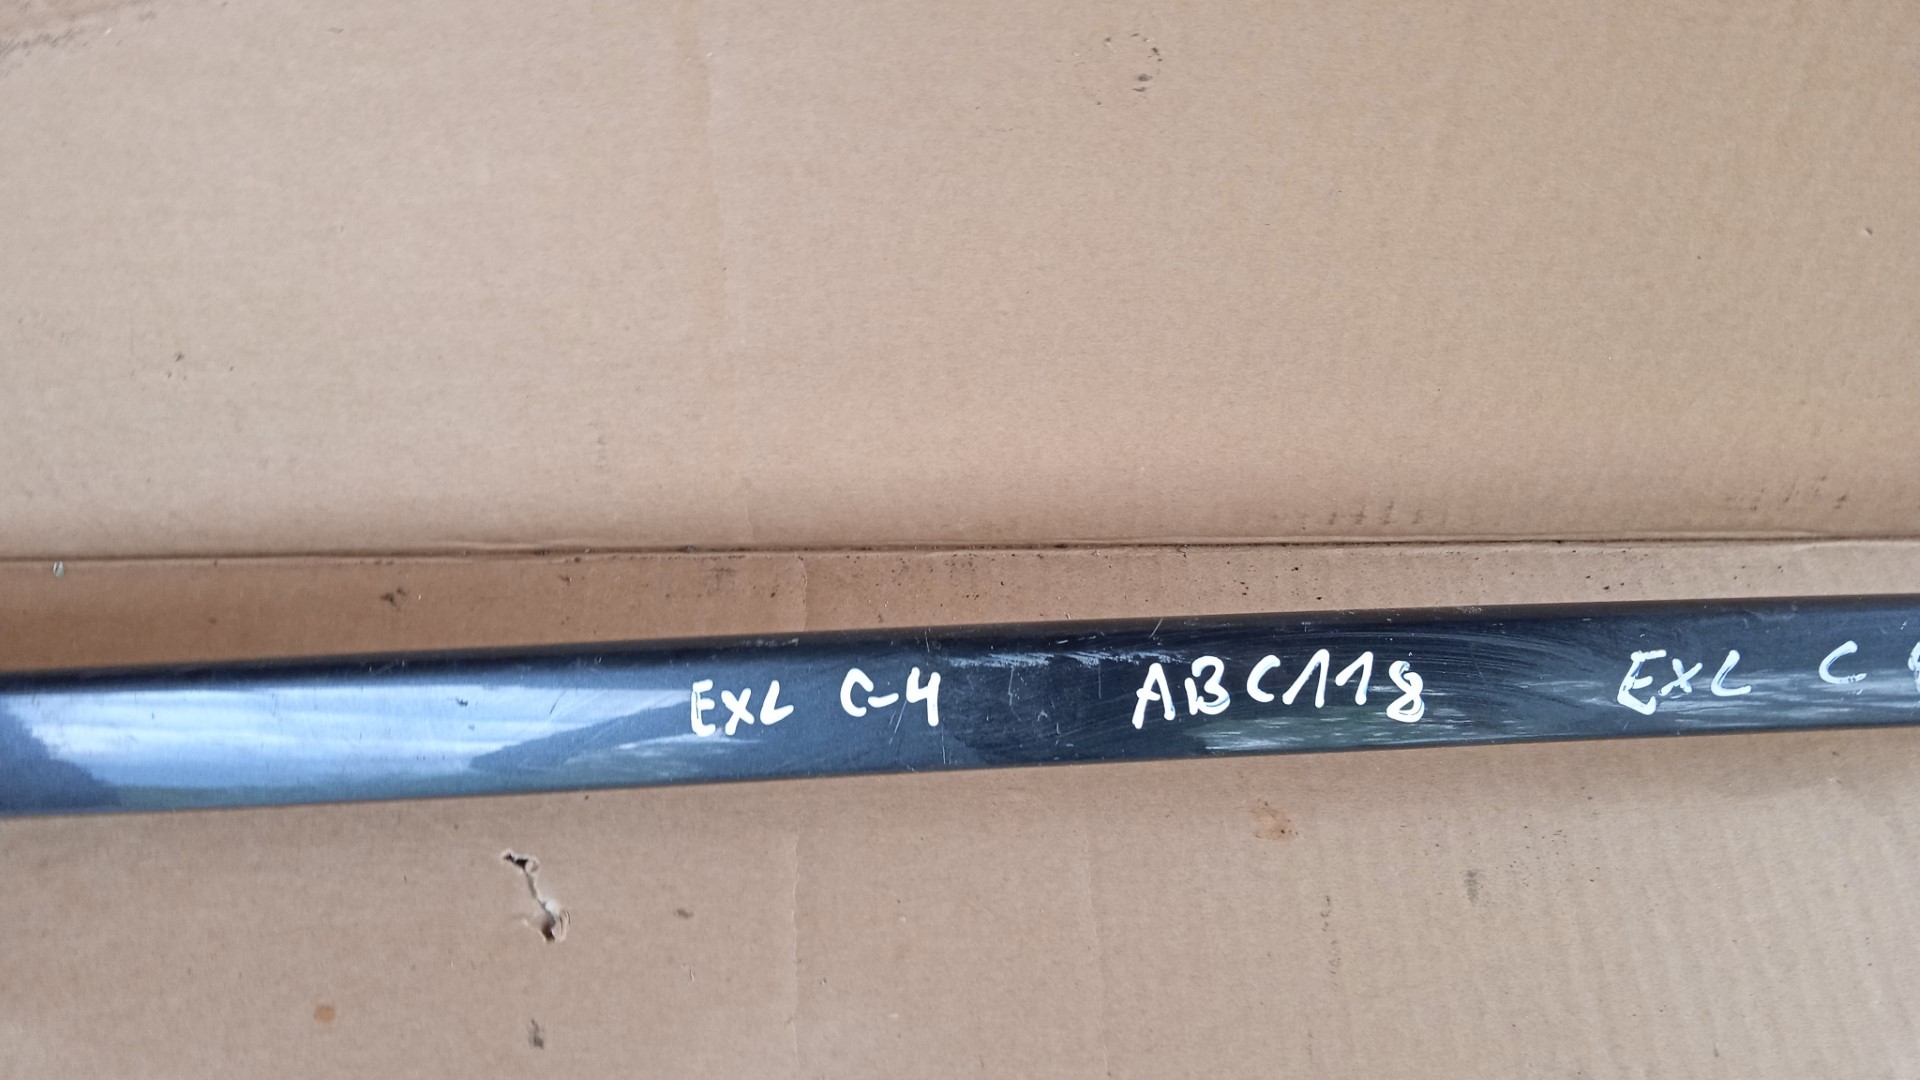 EXL C-4 ABC118 EXL C